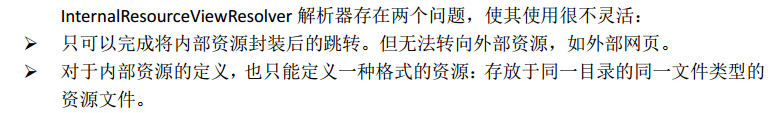 InternalResourceViewResolver 解析器存在两个问题，使其使用很不灵活：
➢ 只可以完成将内部资源封装后的跳转。但无法转向外部资源，如外部网页。
➢ 对于内部资源的定义，也只能定义一种格式的资源：存放于同一目录的同一文件类型的
资源文件。